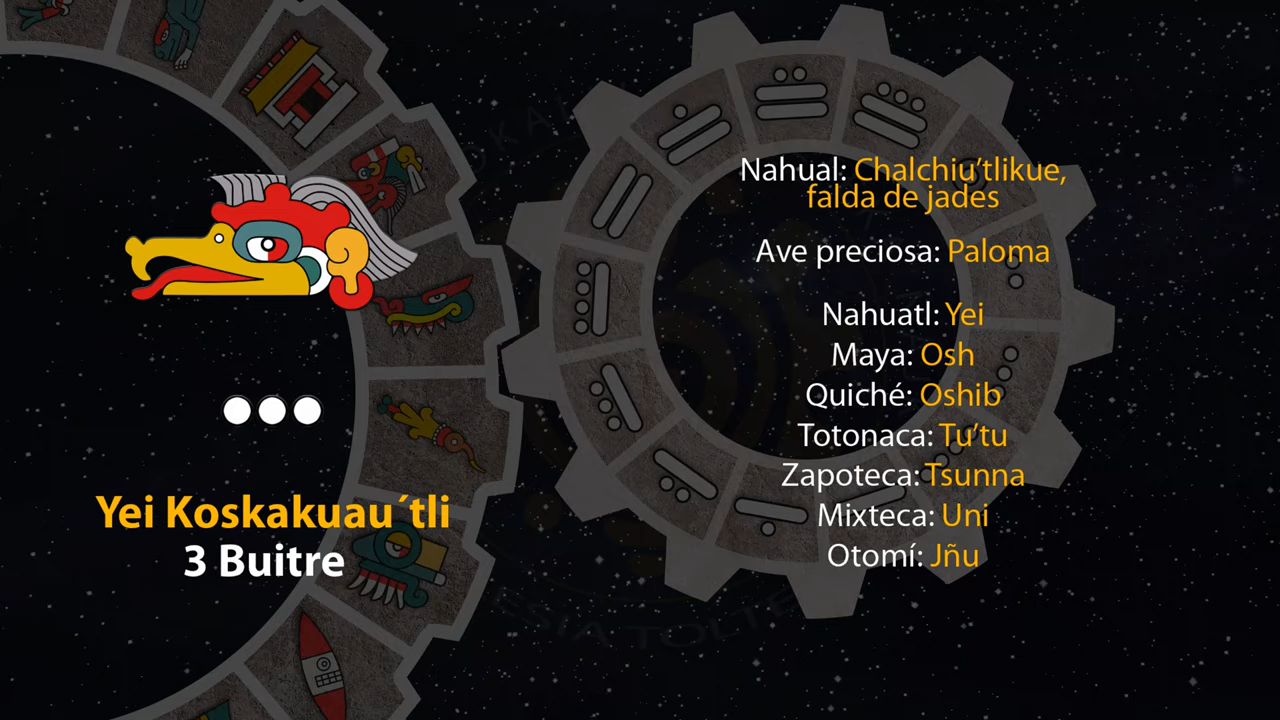 Yei Koskakuau´tli
3 Buitre
Nahual: Chalchiu'tlikue,
falda de jades
Ave preciosa: Paloma
Nahuatl: Yei
Maya: Osh
Quiché: Oshib
Totonaca: Tu'tu
Zapoteca: Tsunna
Mixteca: Uni
Otomí: Jñu